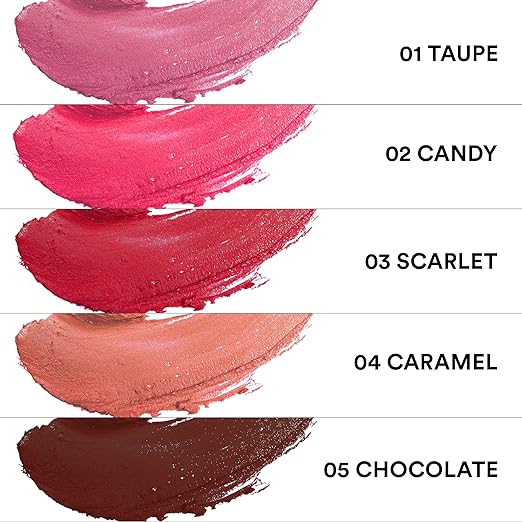 01 TAUPE
02 CANDY
03 SCARLET
04 CARAMEL
05 CHOCOLATE